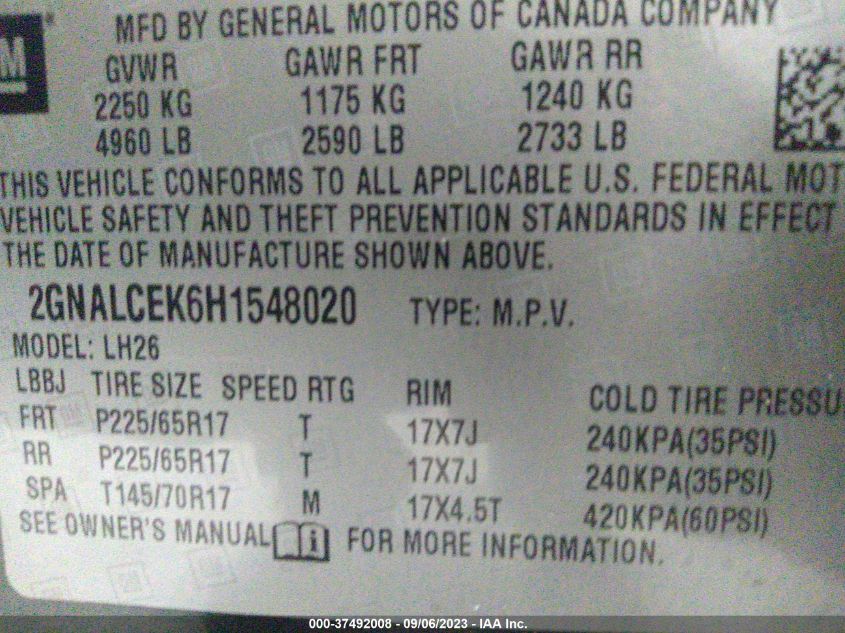 GM
MFD BY GENERAL MOTORS OF CANADA COMPANY
GVWR GAWR FRT GAWR RR
2250 KG 1175 KG 1240 KG
4960 LB 2590 LB 2733 LB
THIS VEHICLE CONFORMS TO ALL APPLICABLE U.S. FEDERAL MOT
VEHICLE SAFETY AND THEFT PREVENTION STANDARDS IN EFFECT
THE DATE OF MANUFACTURE SHOWN ABOVE.
2GNALCEK6H1548020 TYPE: M.P.V.
MODEL: LH26
LBBJ TIRE SIZE SPEED RTG RIM COLD TIRE PRESSU
FRT P225/65R17 T 17X7J 240KPA(35PSI)
RR P225/65R17 T 17X7J 240KPA(35PSI)
SPA T145/70R17 M 17X4.5T 420KPA(60PSI)
SEE OWNER'S MANUAL i FOR MORE INFORMATION.
000-37492008 - 09/06/2023 - IAA Inc.